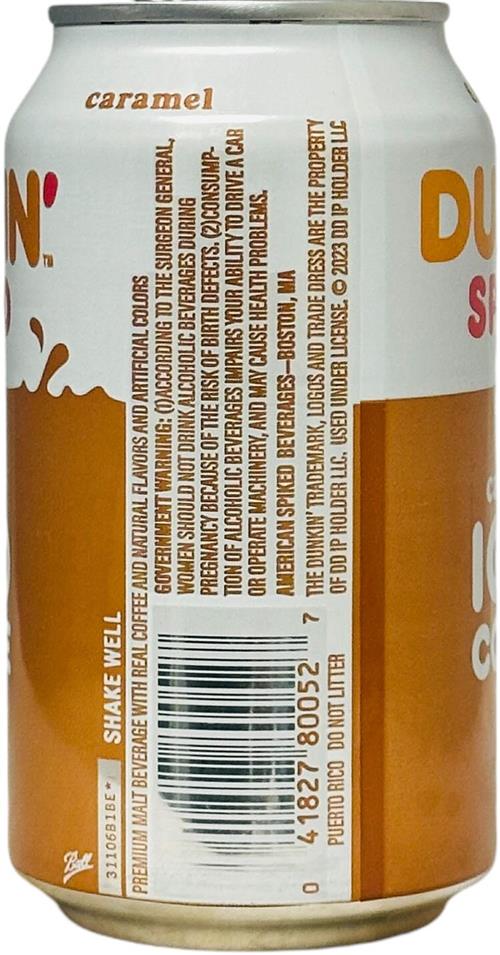 caramel
N'
TM
PREMIUM MALT BEVERAGE WITH REAL COFFEE AND NATURAL FLAVORS AND ARTIFICIAL COLORS
GOVERNMENT WARNING: (1)ACCORDING TO THE SURGEON GENERAL,
WOMEN SHOULD NOT DRINK ALCOHOLIC BEVERAGES DURING
PREGNANCY BECAUSE OF THE RISK OF BIRTH DEFECTS. (2)CONSUMP-
TION OF ALCOHOLIC BEVERAGES IMPAIRS YOUR ABILITY TO DRIVE A CAR
OR OPERATE MACHINERY, AND MAY CAUSE HEALTH PROBLEMS.
AMERICAN SPIKED BEVERAGES—BOSTON, MA
THE DUNKIN' TRADEMARK, LOGOS AND TRADE DRESS ARE THE PROPERTY
OF DD IP HOLDER LLC. USED UNDER LICENSE. © 2023 DD IP HOLDER LLC
SHAKE WELL
31106B1BE*
Ball
0 41827 80052 7
PUERTO RICO DO NOT LITTER
DU
SP
IC
CO